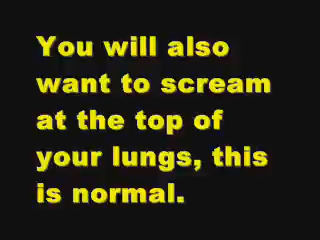 You will also
want to scream
at the top of
your lungs, this
is normal.